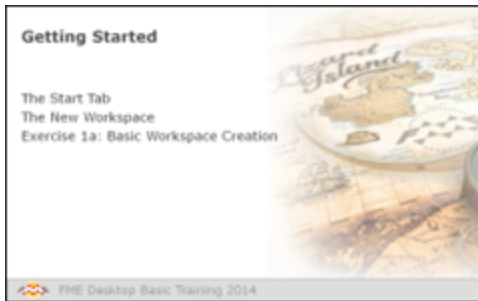 Getting Started
Lizard
Island
The Start Tab
The New Workspace
Exercise 1a: Basic Workspace Creation
FME Desktop Basic Training 2014